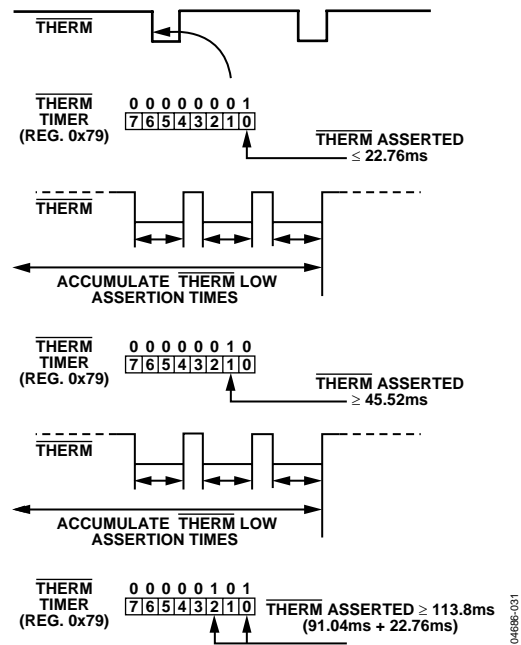 THERM
THERM
TIMER
(REG. 0x79)
0 0 0 0 0 0 0 1
7 6 5 4 3 2 1 0
THERM ASSERTED
≤ 22.76ms
THERM
ACCUMULATE THERM LOW
ASSERTION TIMES
THERM
TIMER
(REG. 0x79)
0 0 0 0 0 0 1 0
7 6 5 4 3 2 1 0
THERM ASSERTED
≥ 45.52ms
THERM
ACCUMULATE THERM LOW
ASSERTION TIMES
THERM
TIMER
(REG. 0x79)
0 0 0 0 0 1 0 1
7 6 5 4 3 2 1 0
THERM ASSERTED ≥ 113.8ms
(91.04ms + 22.76ms)
04686-031